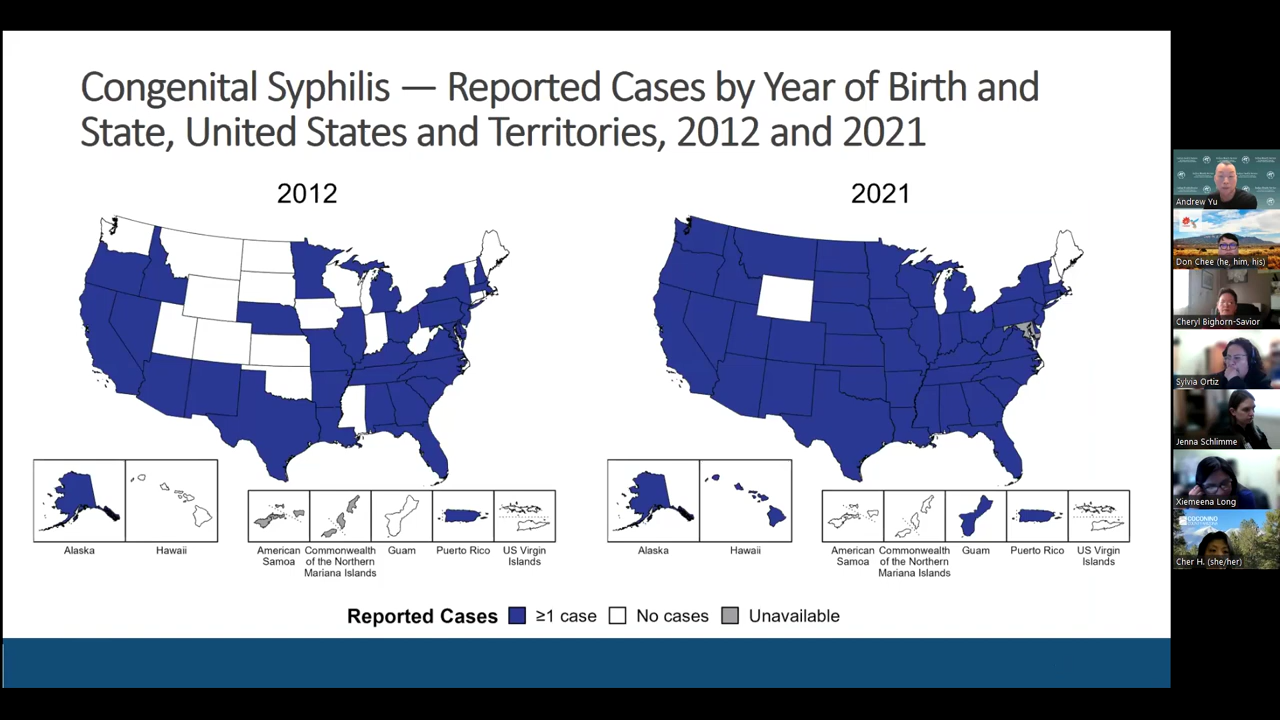 Congenital Syphilis — Reported Cases by Year of Birth and
State, United States and Territories, 2012 and 2021
2012
2021
Alaska
Hawaii
American
Samoa
Commonwealth
of the Northern
Mariana Islands
Guam
Puerto Rico
US Virgin
Islands
Alaska
Hawaii
American
Samoa
Commonwealth
of the Northern
Mariana Islands
Guam
Puerto Rico
US Virgin
Islands
Reported Cases ≥1 case No cases Unavailable
Andrew Yu
Don Chee (he, him, his)
Cheryl Bighorn-Savior
Sylvia Ortiz
Jenna Schlimme
Xiemeena Long
COCONINO
Cher H. (she/her)